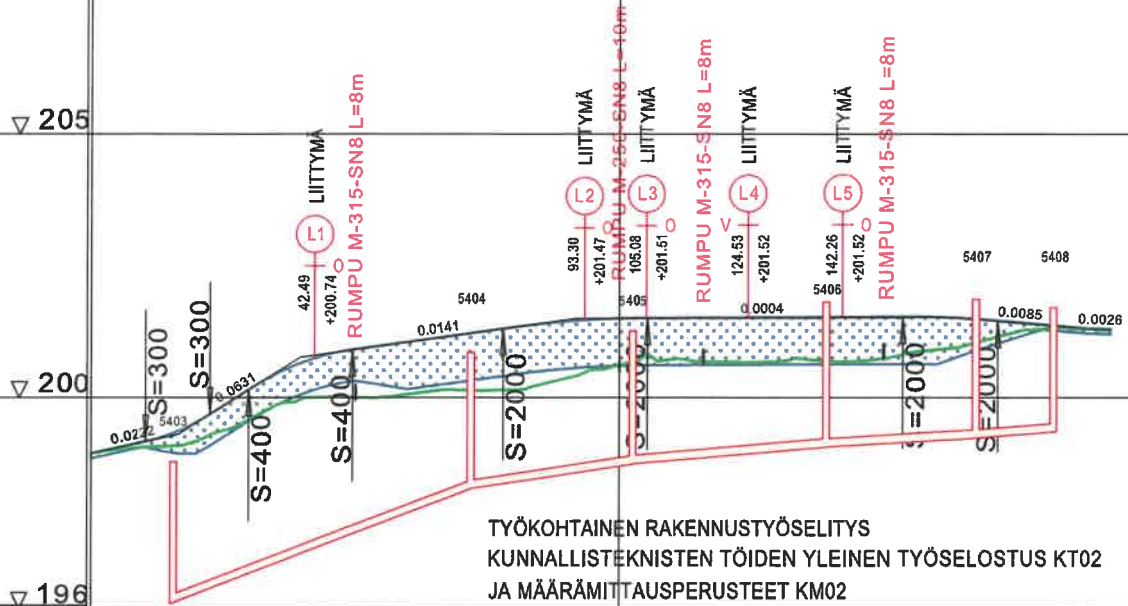 205
200
196
LIITTYMÄ
L1
O
42.49
+200.74
RUMPU M-315-SN8 L=8m
LIITTYMÄ
L2
O
93.30
+201.47
RUMPU M-250-SN8 L=10m
LIITTYMÄ
L3
O
105.08
+201.51
RUMPU M-315-SN8 L=8m
LIITTYMÄ
L4
V
124.53
+201.52
LIITTYMÄ
L5
O
142.26
+201.52
RUMPU M-315-SN8 L=8m
5403
5404
5405
5406
5407
5408
0.0222
0.0631
0.0141
0.0004
0.0085
0.0026
S=300
S=300
S=400
S=400
S=2000
S=2000
S=2000
S=2000
TYÖKOHTAINEN RAKENNUSTYÖSELITYS
KUNNALLISTEKNISTEN TÖIDEN YLEINEN TYÖSELOSTUS KT02
JA MÄÄRÄMITTAUSPERUSTEET KM02